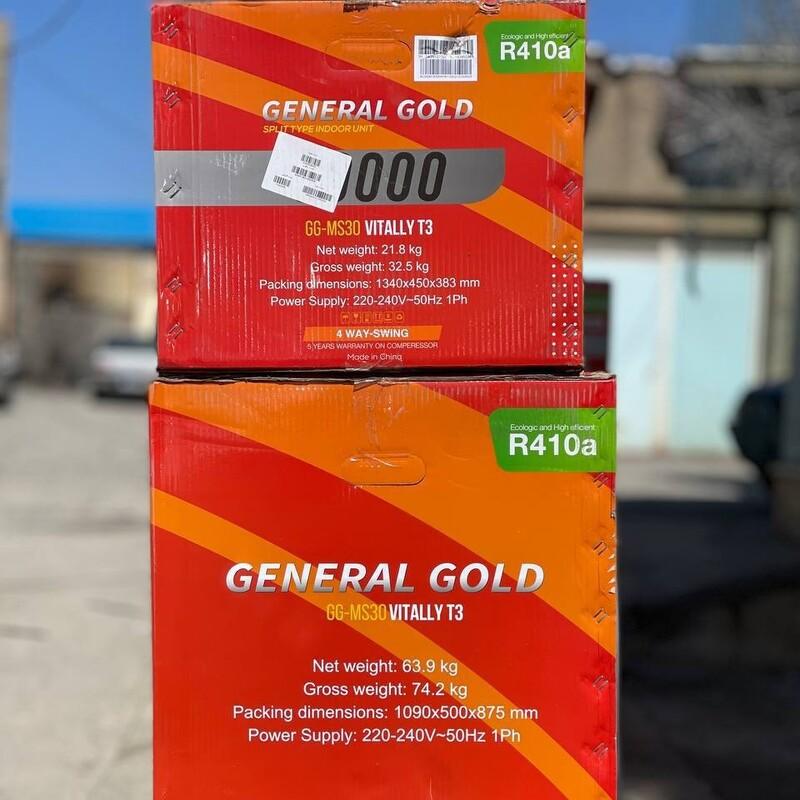 Ecologic and High efficient
R410a
GENERAL GOLD
SPLIT TYPE INDOOR UNIT
000
GG-MS30 VITALLY T3
Net weight: 21.8 kg
Gross weight: 32.5 kg
Packing dimensions: 1340x450x383 mm
Power Supply: 220-240V~50Hz 1Ph
4 WAY-SWING
5 YEARS WARRANTY ON COMPERESSOR
Made in China
Ecologic and High eficient
R410a
GENERAL GOLD
GG-MS30 VITALLY T3
Net weight: 63.9 kg
Gross weight: 74.2 kg
Packing dimensions: 1090x500x875 mm
Power Supply: 220-240V~50Hz 1Ph